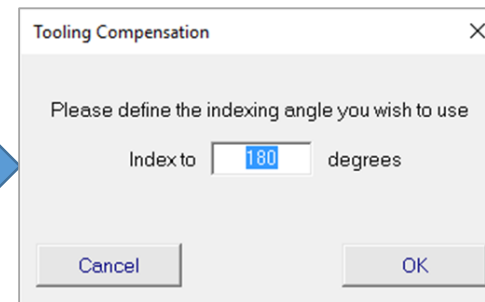 Tooling Compensation
Please define the indexing angle you wish to use
Index to 180 degrees
Cancel OK